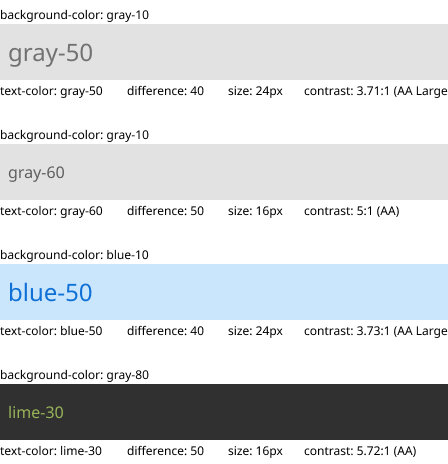 background-color: gray-10
gray-50
text-color: gray-50 difference: 40 size: 24px contrast: 3.71:1 (AA Large
background-color: gray-10
gray-60
text-color: gray-60 difference: 50 size: 16px contrast: 5:1 (AA)
background-color: blue-10
blue-50
text-color: blue-50 difference: 40 size: 24px contrast: 3.73:1 (AA Large
background-color: gray-80
lime-30
text-color: lime-30 difference: 50 size: 16px contrast: 5.72:1 (AA)